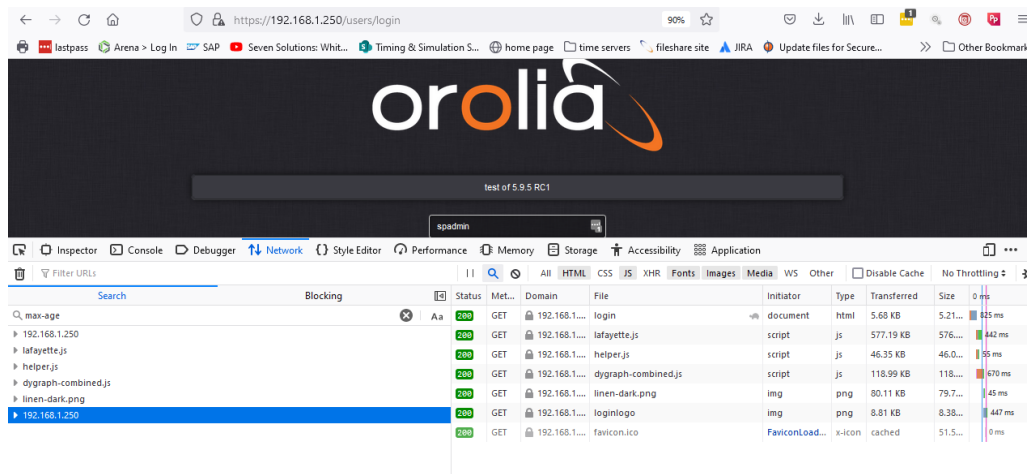 https://192.168.1.250/users/login 90% 1
lastpass Arena > Log In SAP Seven Solutions: Whit... Timing & Simulation S... home page time servers fileshare site JIRA Update files for Secure... Other Bookmark
orolia
test of 5.9.5 RC1
spadmin
Inspector Console Debugger Network Style Editor Performance Memory Storage Accessibility Application
Filter URLs All HTML CSS JS XHR Fonts Images Media WS Other Disable Cache No Throttling
Search Blocking Status Met... Domain File Initiator Type Transferred Size 0 ms
max-age Aa 200 GET 192.168.1.... login document html 5.68 KB 5.21... 825 ms
192.168.1.250 200 GET 192.168.1.... lafayette.js script js 577.19 KB 576.... 442 ms
lafayette.js 200 GET 192.168.1.... helper.js script js 46.35 KB 46.0... 55 ms
helper.js 200 GET 192.168.1.... dygraph-combined.js script js 118.99 KB 118.... 670 ms
dygraph-combined.js 200 GET 192.168.1.... linen-dark.png img png 80.11 KB 79.7... 45 ms
linen-dark.png 200 GET 192.168.1.... loginlogo img png 8.81 KB 8.38... 447 ms
192.168.1.250 200 GET 192.168.1.... favicon.ico FaviconLoad... x-icon cached 51.5... 0 ms